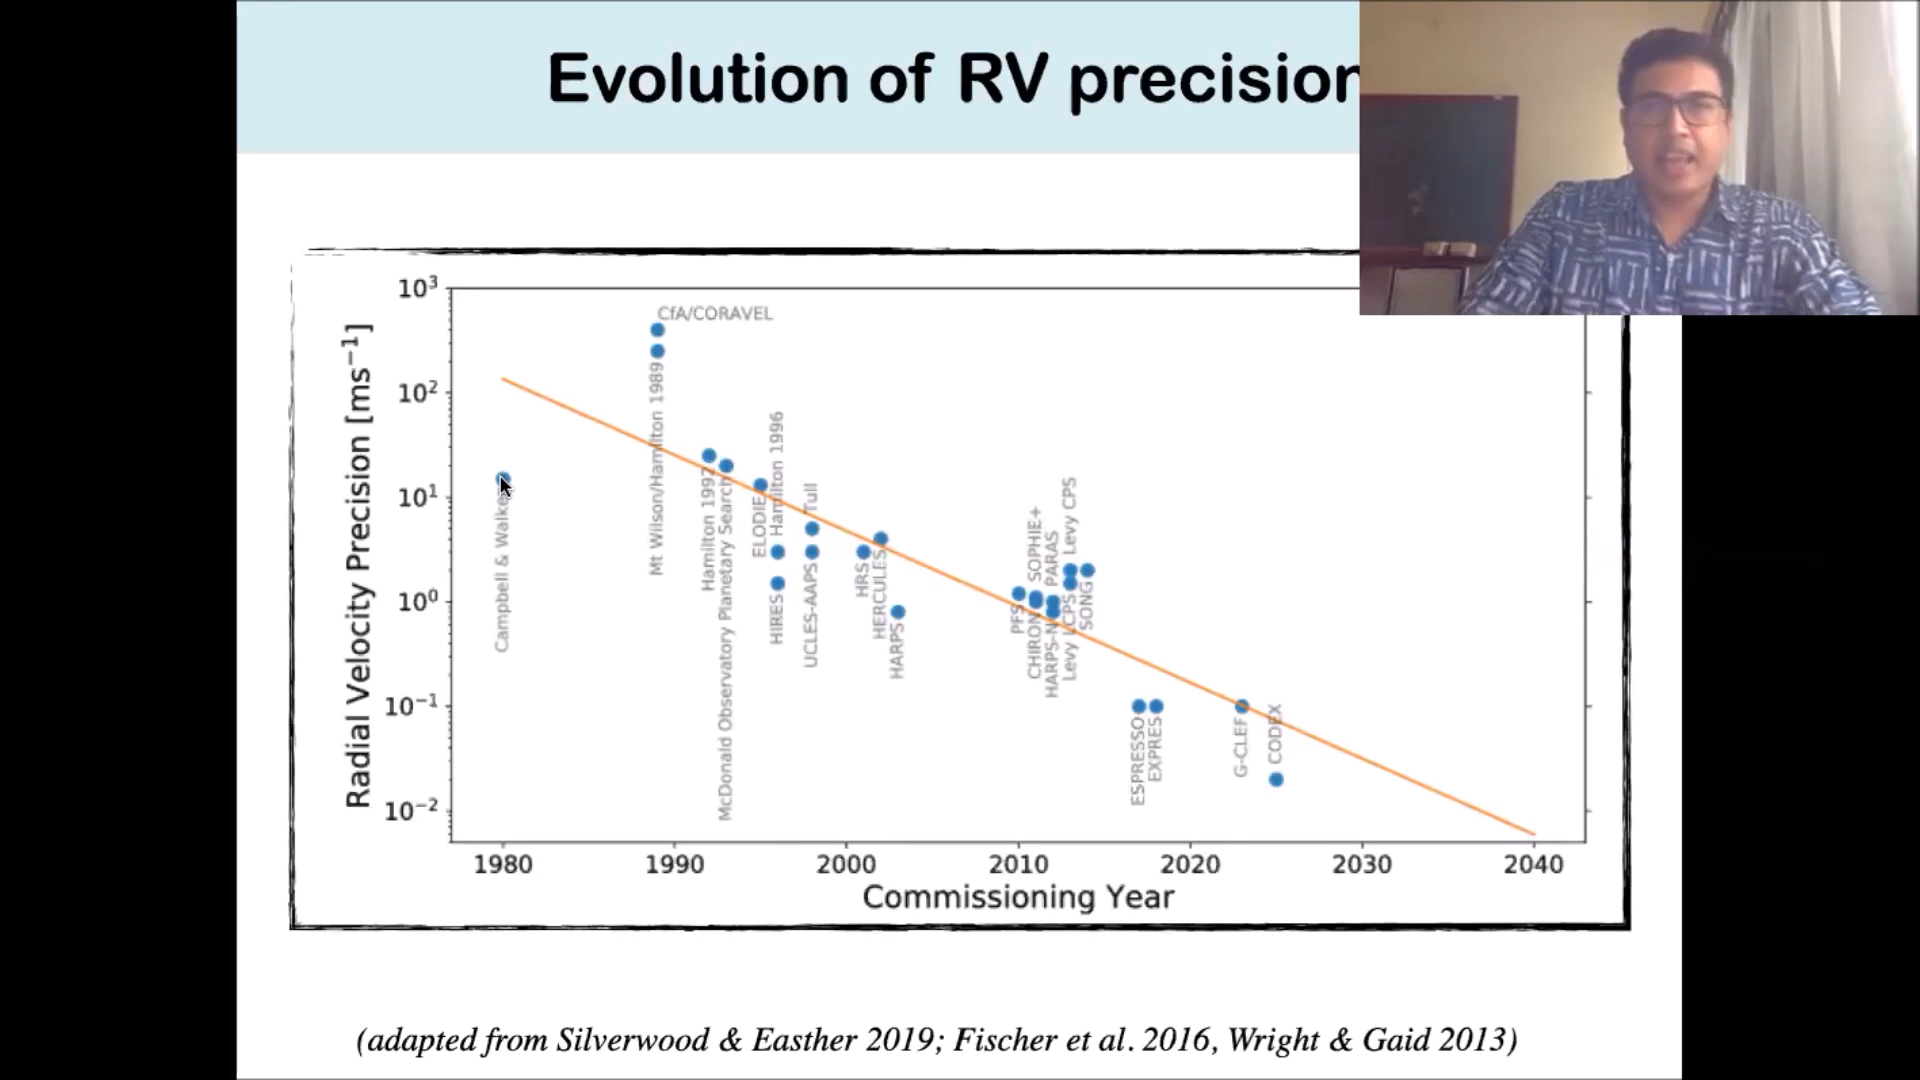 Evolution of RV precision
10³
10²
10¹
10⁰
10⁻¹
10⁻²
Radial Velocity Precision [ms⁻¹]
CfA/CORAVEL
Campbell & Walke
Mt Wilson/Hamilton 1989
Hamilton 1992
McDonald Observatory Planetary Search
ELODIE
Hamilton 1996
HIRES
Tull
UCLES-AAPS
HRS
HERCULES
HARPS
PFS
SOPHIE+
CHIRON
PARAS
HARPS-N
Levy CPS
Levy LCPS
SONG
ESPRESSO
EXPRES
G-CLEF
CODEX
1980 1990 2000 2010 2020 2030 2040
Commissioning Year
(adapted from Silverwood & Easther 2019; Fischer et al. 2016, Wright & Gaid 2013)